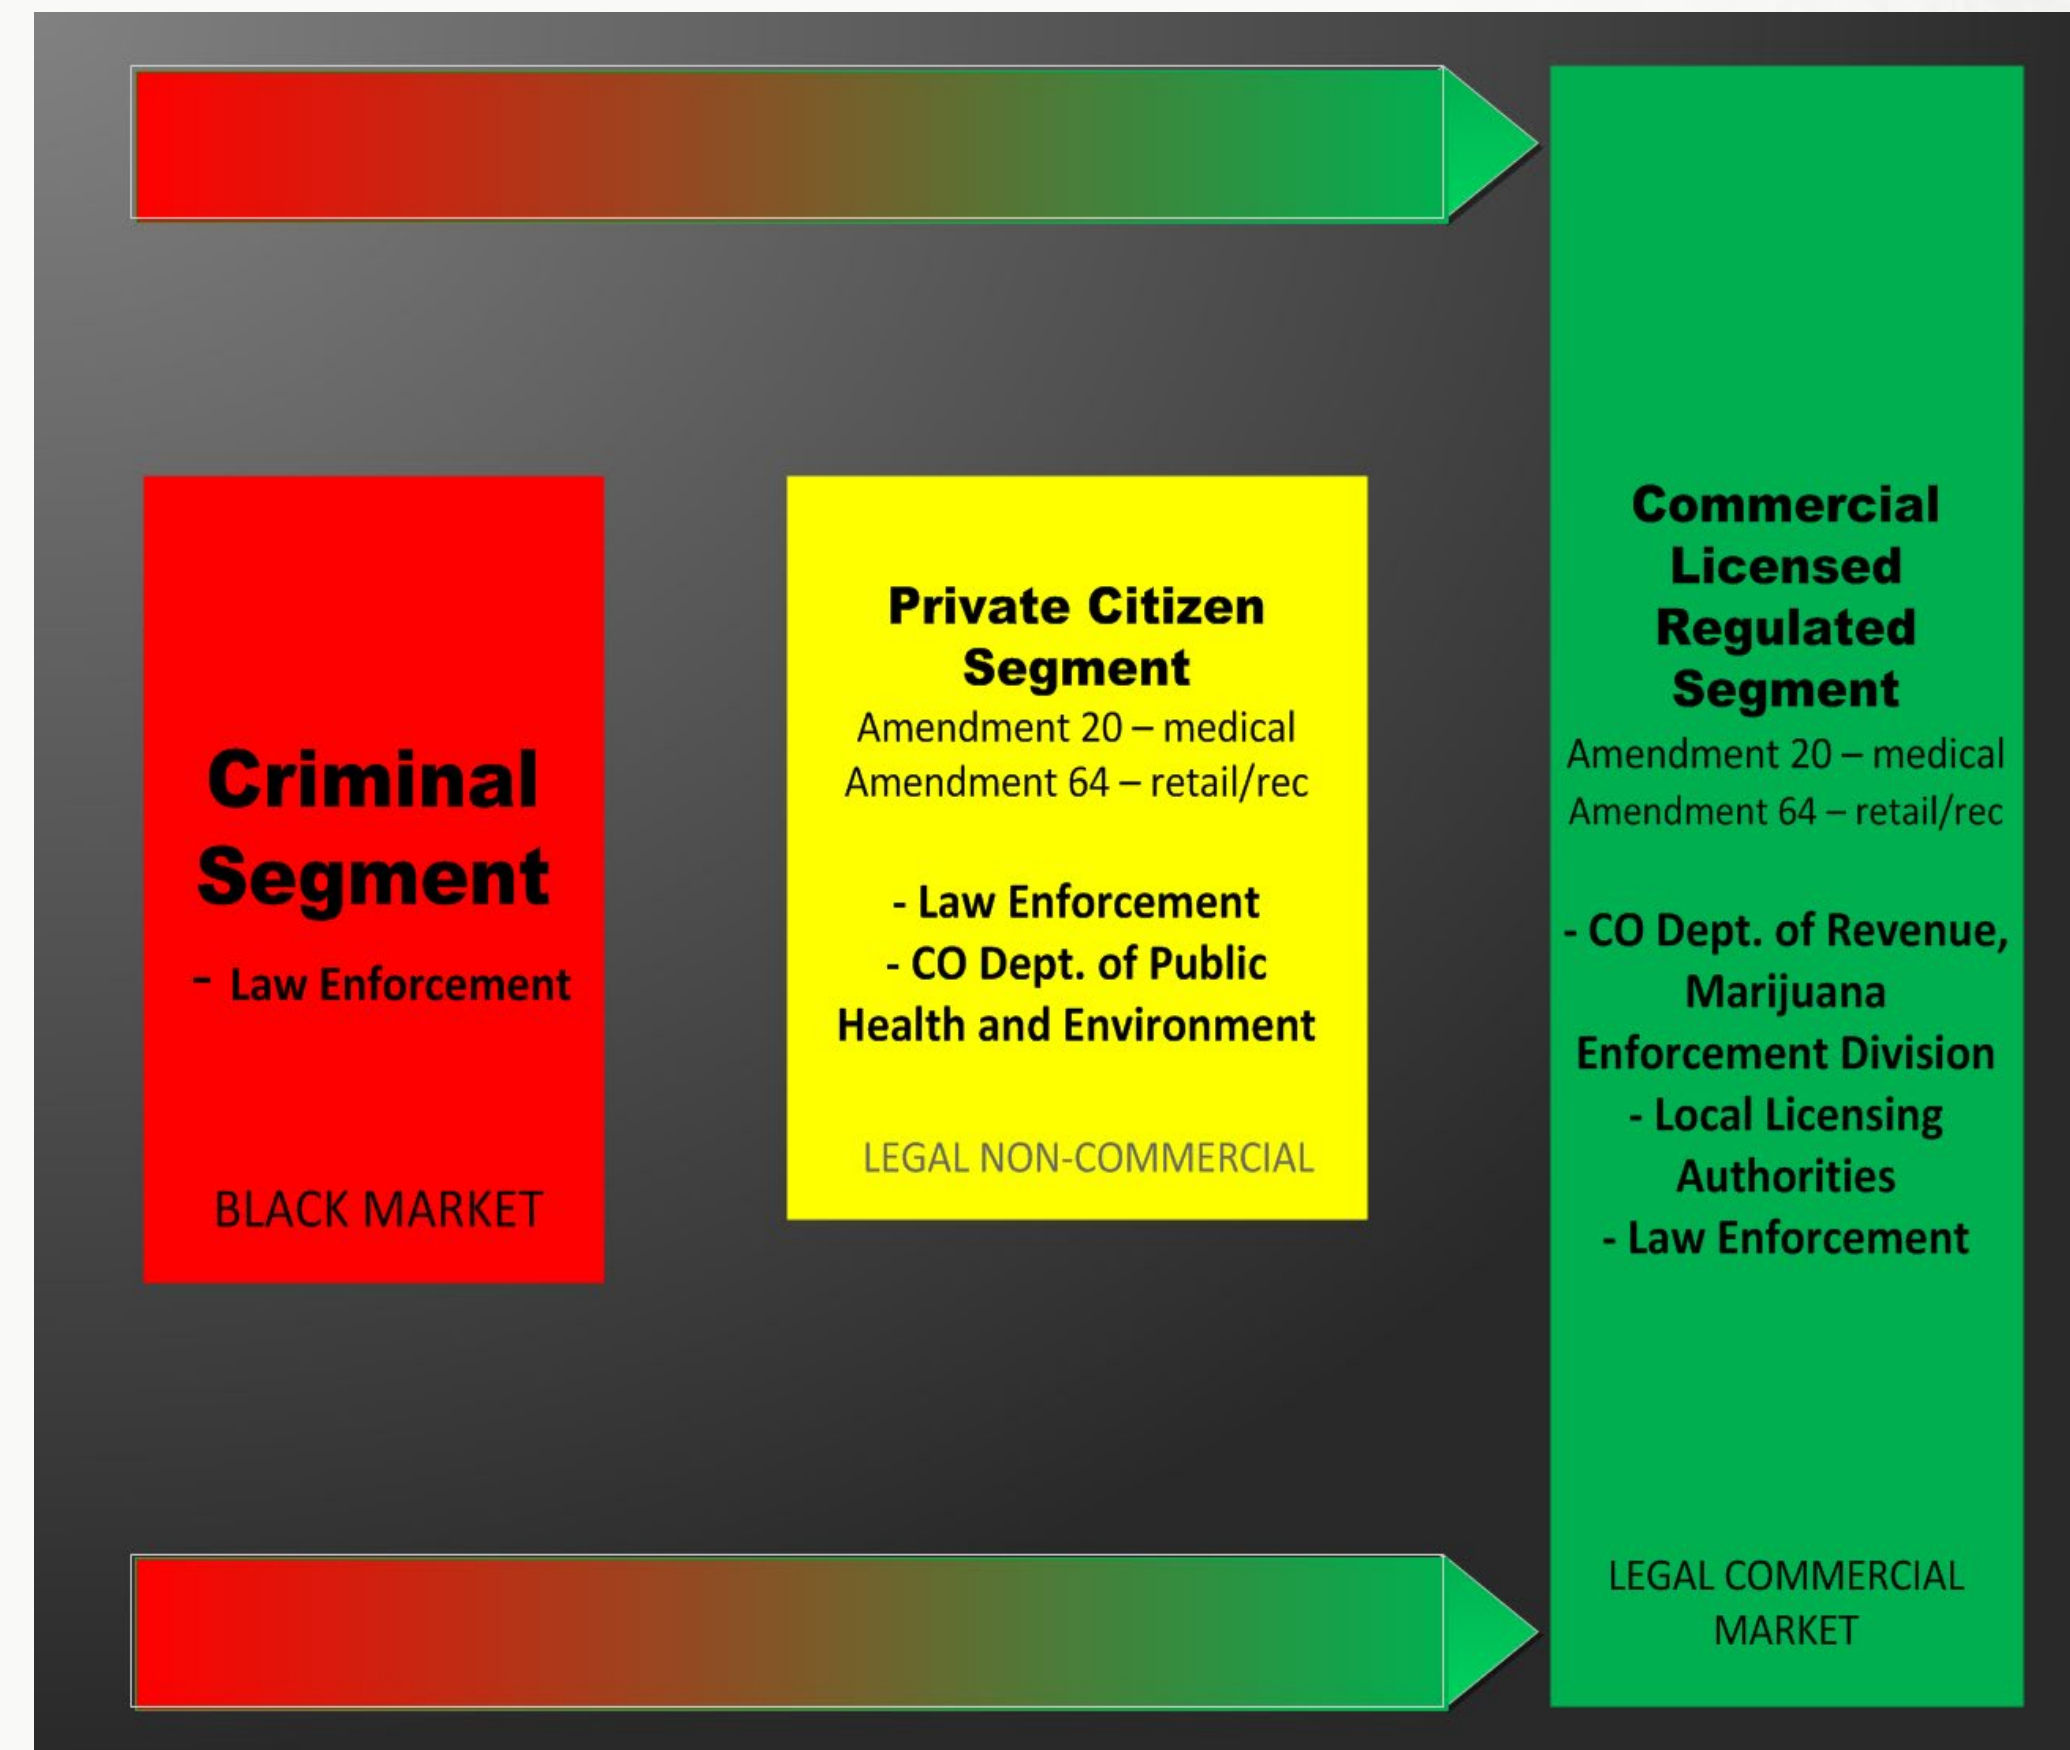 Criminal
Segment
- Law Enforcement
BLACK MARKET
Private Citizen
Segment
Amendment 20 – medical
Amendment 64 – retail/rec
- Law Enforcement
- CO Dept. of Public
Health and Environment
LEGAL NON-COMMERCIAL
Commercial
Licensed
Regulated
Segment
Amendment 20 – medical
Amendment 64 – retail/rec
- CO Dept. of Revenue,
Marijuana
Enforcement Division
- Local Licensing
Authorities
- Law Enforcement
LEGAL COMMERCIAL
MARKET